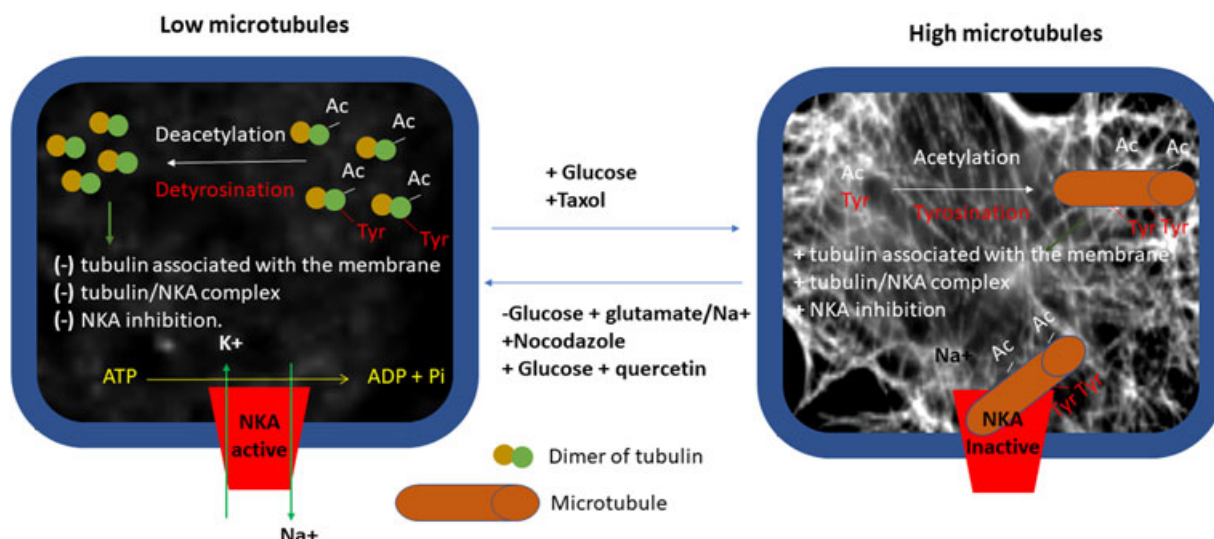 Low microtubules
High microtubules
Ac
Ac
Deacetylation
Ac
Ac
Detyrosination
Tyr
Tyr
(-) tubulin associated with the membrane
(-) tubulin/NKA complex
(-) NKA inhibition.
K+
ATP
ADP + Pi
NKA
active
Na+
+ Glucose
+Taxol
-Glucose + glutamate/Na+
+Nocodazole
+ Glucose + quercetin
Dimer of tubulin
Microtubule
Ac
Ac
Acetylation
Ac
Tyr
Tyrosination
Tyr Tyr
+ tubulin associated with the membrane
+ tubulin/NKA complex
+ NKA inhibition
Ac
Ac
Na+
Tyr Tyr
NKA
Inactive